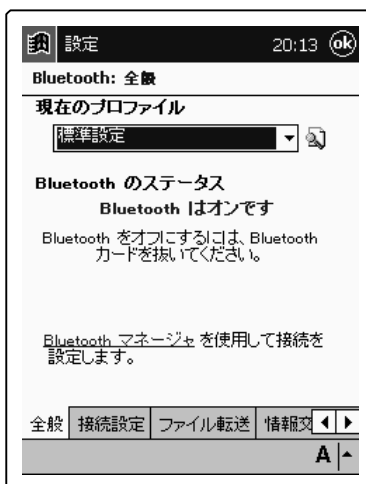 設定 20:13 ok
Bluetooth: 全般
現在のプロファイル
標準設定
Bluetooth のステータス
Bluetooth はオンです
Bluetooth をオフにするには、Bluetooth
カードを抜いてください。
Bluetooth マネージャ を使用して接続を
設定します。
全般 接続設定 ファイル転送 情報交
A